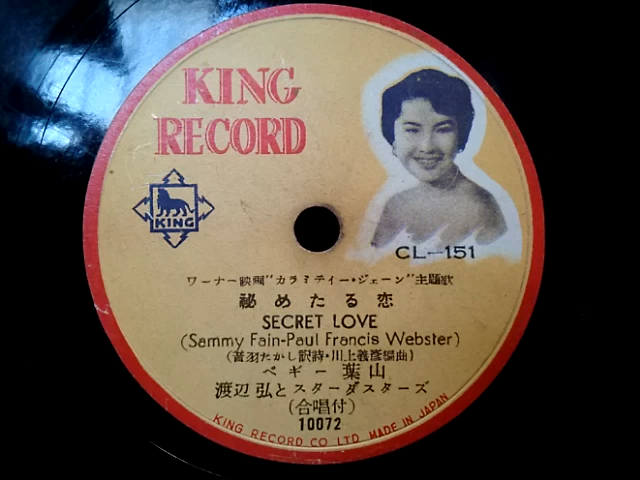 KING
RECORD
KING
CL-151
ワーナー映画"カラミティー・ジェーン"主題歌
秘めたる恋
SECRET LOVE
(Sammy Fain-Paul Francis Webster)
(音羽たかし訳詩・川上義彦編曲)
ペギー葉山
渡辺弘とスターダスターズ
(合唱付)
10072
KING RECORD CO LTD MADE IN JAPAN